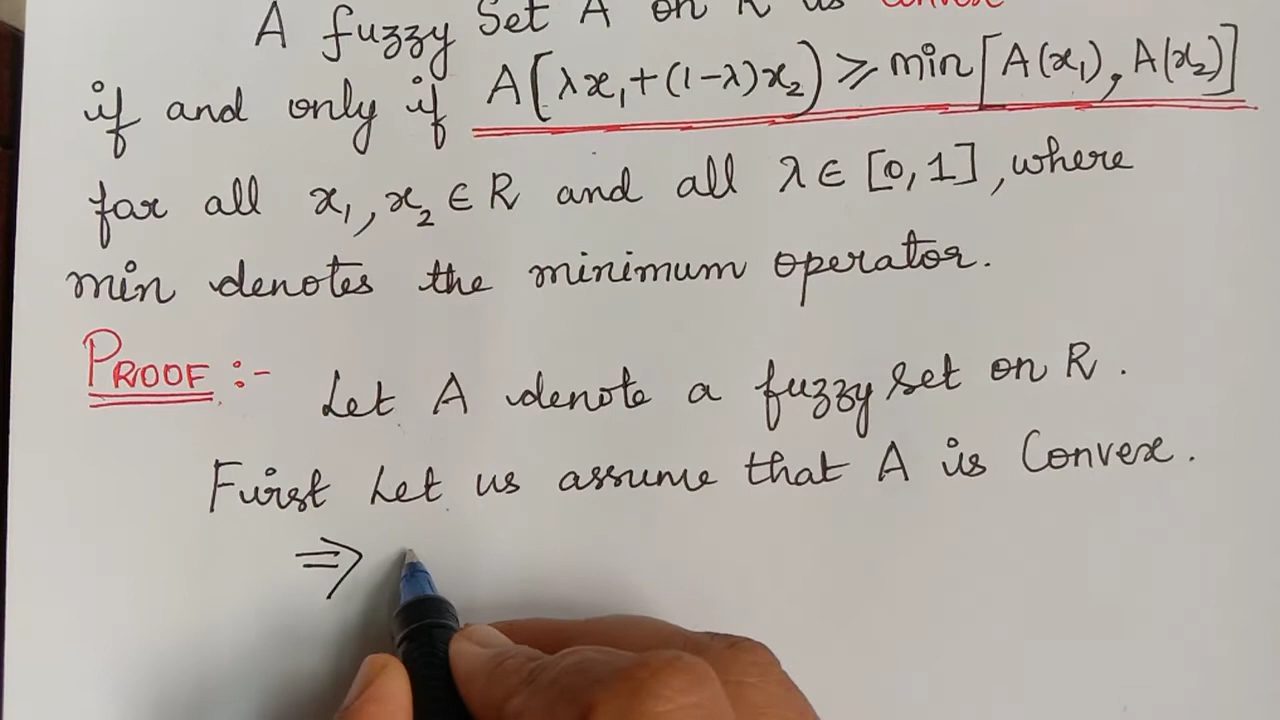 A fuzzy Set A on R is convex
if and only if A(λx₁+(1-λ)x₂) ⩾ min[A(x₁), A(x₂)]
for all x₁, x₂ ∈ R and all λ ∈ [0, 1], where
min denotes the minimum operator.
PROOF :- Let A denote a fuzzy set on R.
First Let us assume that A is Convex.
⇒